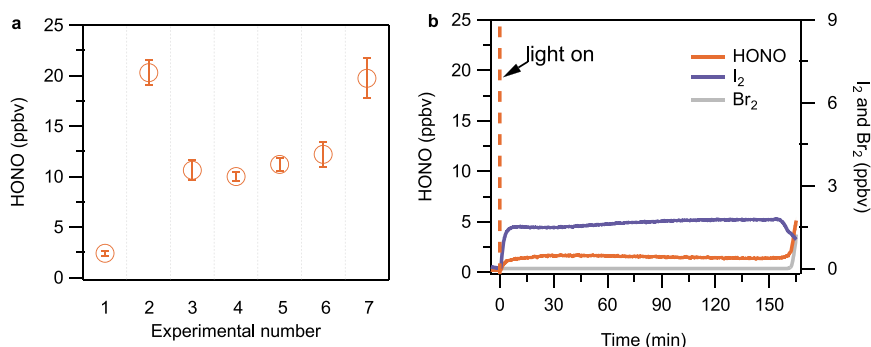 a
HONO (ppbv)
25
20
15
10
5
0
1 2 3 4 5 6 7
Experimental number
b
HONO (ppbv)
25
20
15
10
5
0
light on
HONO
I₂
Br₂
9
6
3
0
I₂ and Br₂ (ppbv)
0 30 60 90 120 150
Time (min)